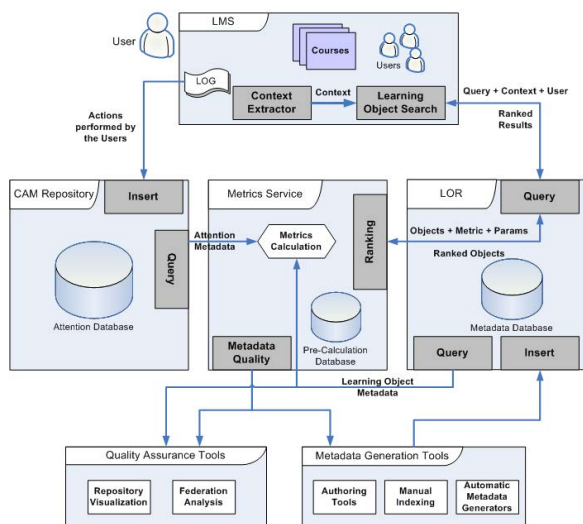 LMS
User
Courses
Users
LOG
Context
Extractor
Context
Learning
Object Search
Query + Context + User
Ranked
Results
Actions
performed by
the Users
CAM Repository
Insert
Query
Attention Database
Attention
Metadata
Metrics Service
Metrics
Calculation
Ranking
Pre-Calculation
Database
Metadata
Quality
LOR
Query
Objects + Metric + Params
Ranked Objects
Metadata Database
Query
Insert
Learning Object
Metadata
Quality Assurance Tools
Repository
Visualization
Federation
Analysis
Metadata Generation Tools
Authoring
Tools
Manual
Indexing
Automatic
Metadata
Generators